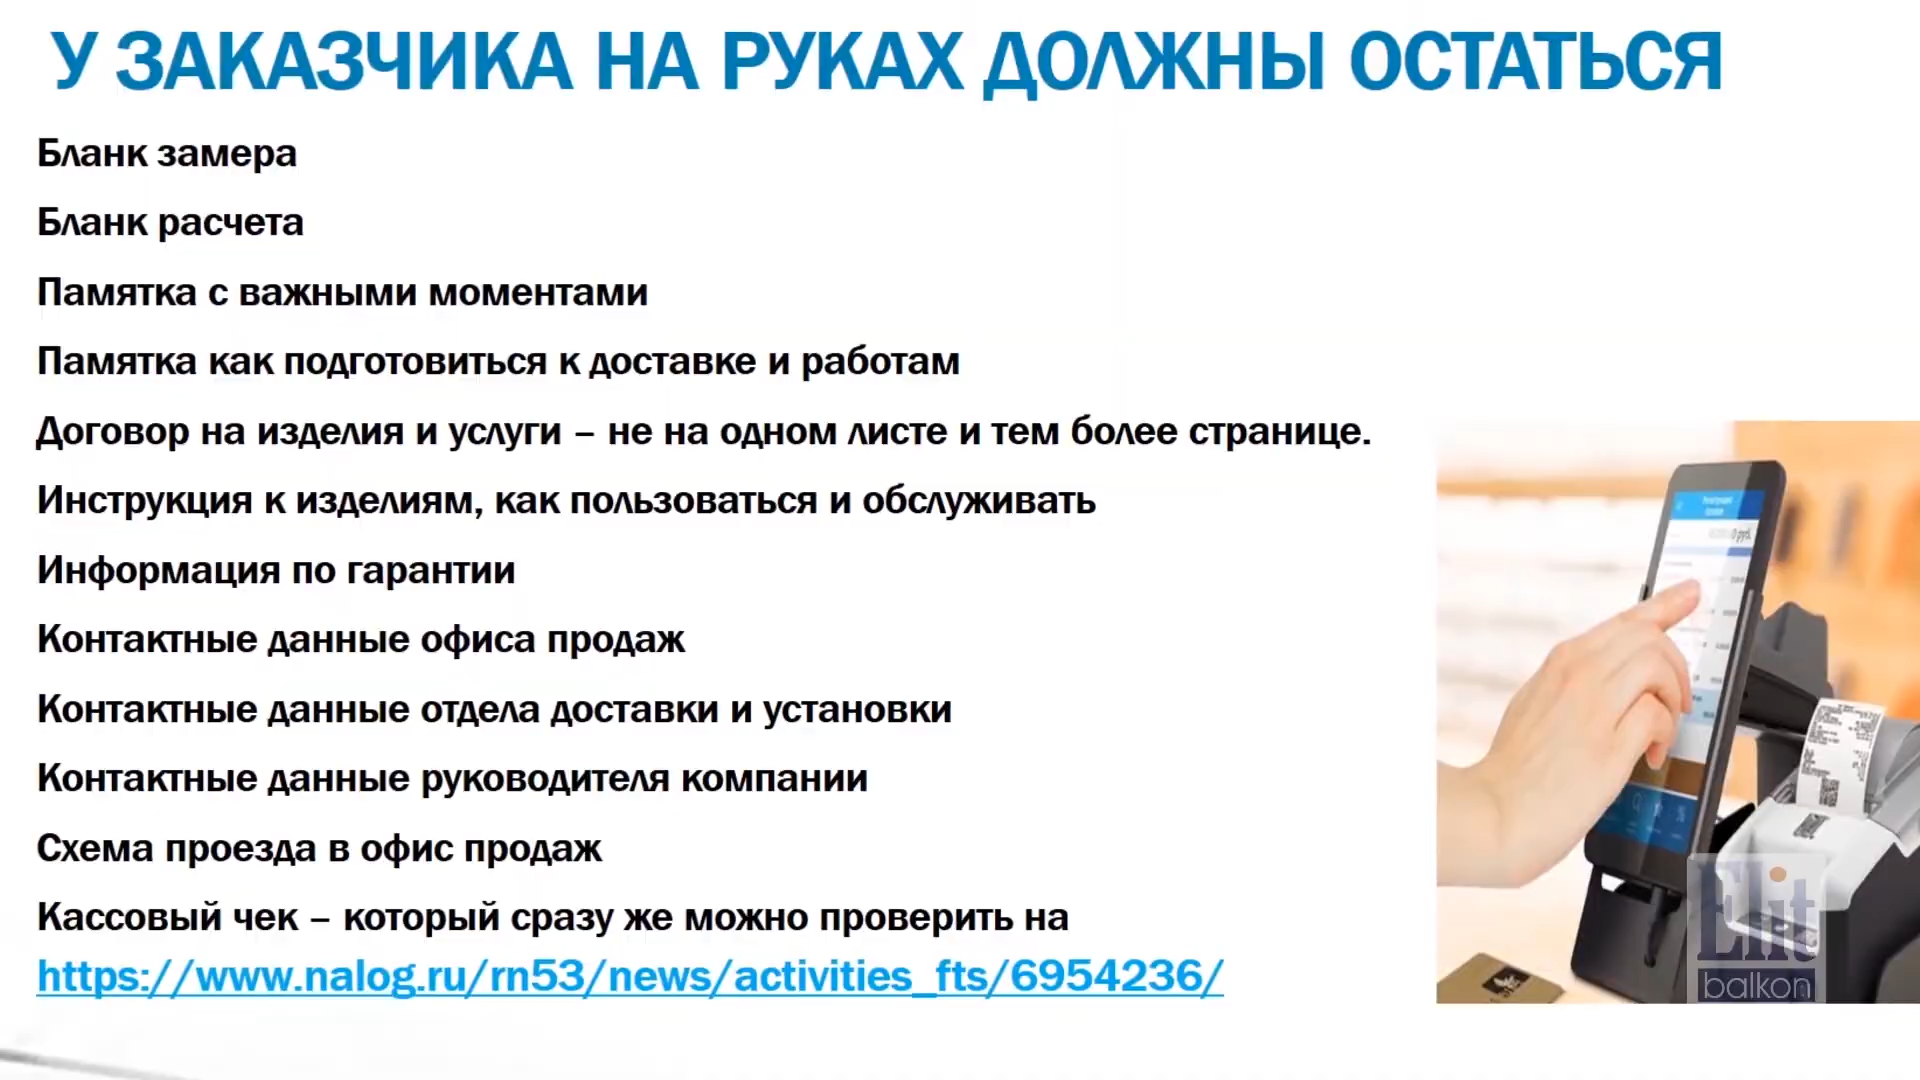 У ЗАКАЗЧИКА НА РУКАХ ДОЛЖНЫ ОСТАТЬСЯ
Бланк замера
Бланк расчета
Памятка с важными моментами
Памятка как подготовиться к доставке и работам
Договор на изделия и услуги – не на одном листе и тем более странице.
Инструкция к изделиям, как пользоваться и обслуживать
Информация по гарантии
Контактные данные офиса продаж
Контактные данные отдела доставки и установки
Контактные данные руководителя компании
Схема проезда в офис продаж
Кассовый чек – который сразу же можно проверить на
https://www.nalog.ru/rn53/news/activities_fts/6954236/
Elit
balkon